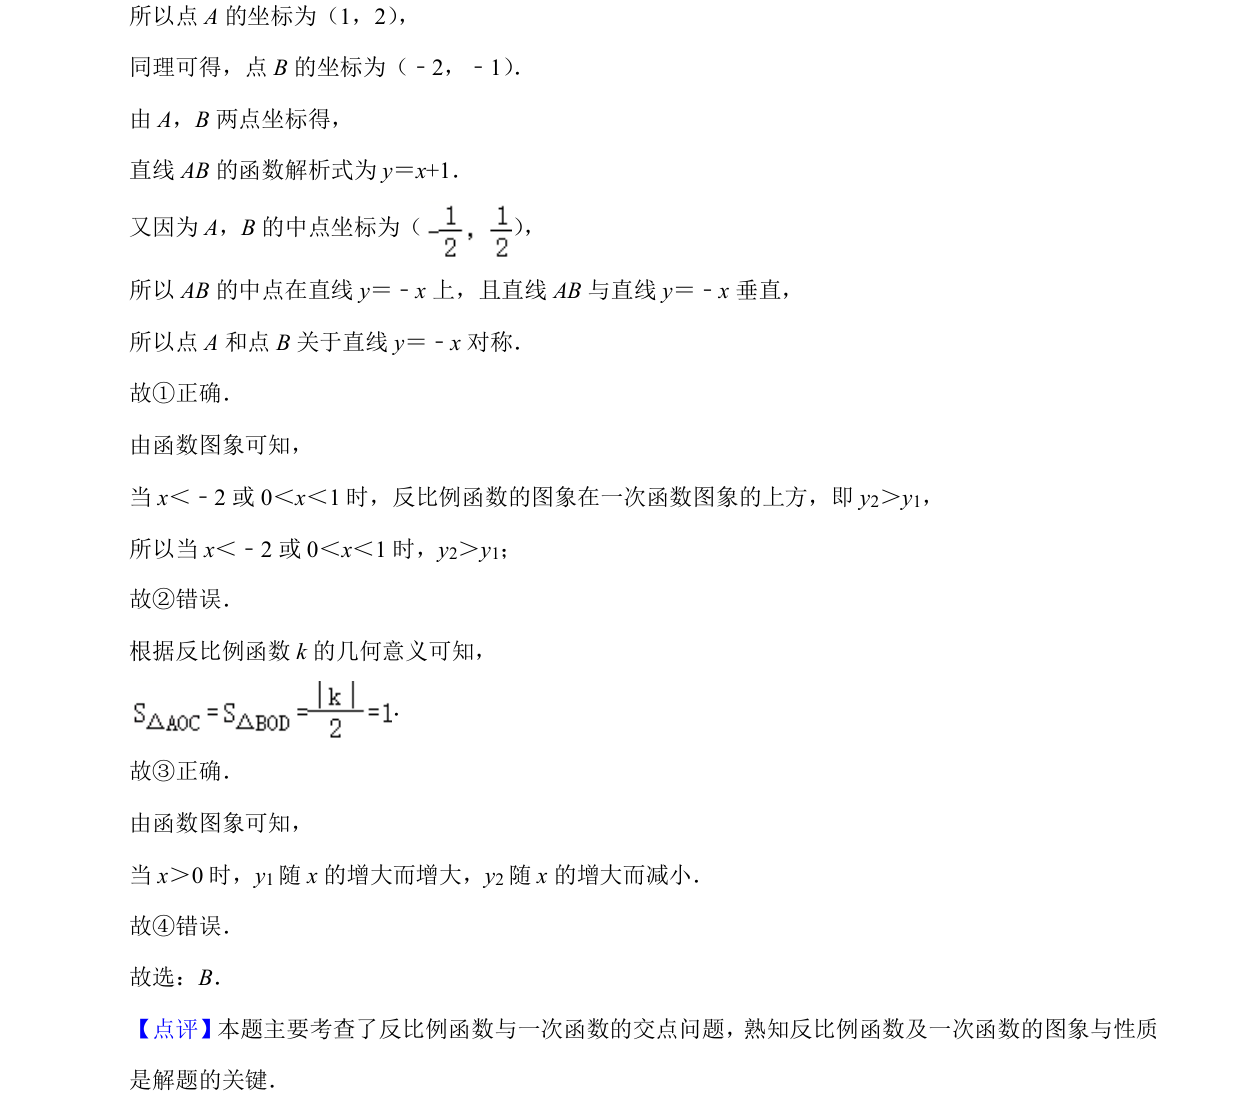 所以点 A 的坐标为（1，2），
同理可得，点 B 的坐标为（﹣2，﹣1）．
由 A，B 两点坐标得，
直线 AB 的函数解析式为 y＝x+1．
又因为 A，B 的中点坐标为（-1/2，1/2），
所以 AB 的中点在直线 y＝﹣x 上，且直线 AB 与直线 y＝﹣x 垂直，
所以点 A 和点 B 关于直线 y＝﹣x 对称．
故①正确．
由函数图象可知，
当 x＜﹣2 或 0＜x＜1 时，反比例函数的图象在一次函数图象的上方，即 y2＞y1，
所以当 x＜﹣2 或 0＜x＜1 时，y2＞y1；
故②错误．
根据反比例函数 k 的几何意义可知，
S△AOC=S△BOD=|k|/2=1．
故③正确．
由函数图象可知，
当 x＞0 时，y1 随 x 的增大而增大，y2 随 x 的增大而减小．
故④错误．
故选：B．
【点评】本题主要考查了反比例函数与一次函数的交点问题，熟知反比例函数及一次函数的图象与性质
是解题的关键．